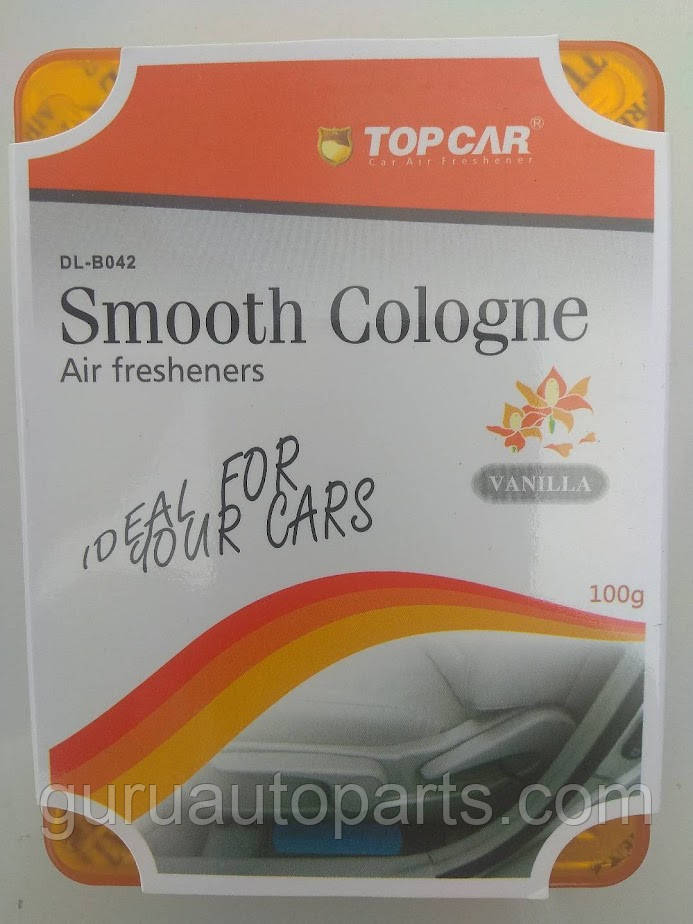 TOP CAR®
Car Air Freshener
DL-B042
Smooth Cologne
Air fresheners
VANILLA
IDEAL FOR
YOUR CARS
100g
guruautoparts.com